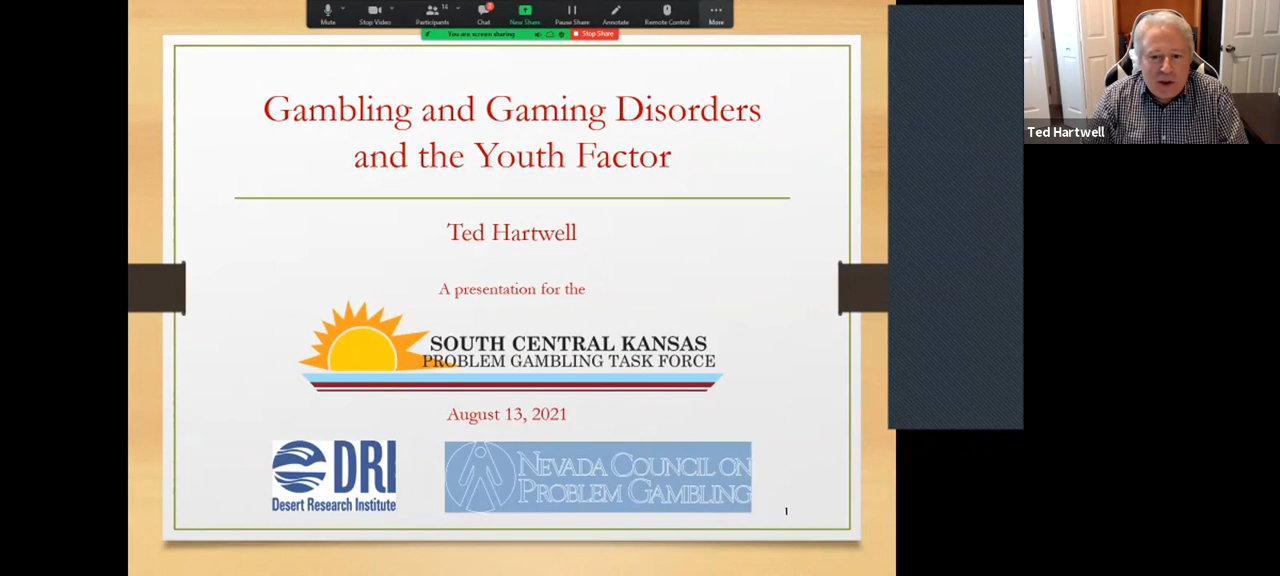 Mute
Stop Video
14
Participants
Chat
New Share
Pause Share
Annotate
Remote Control
More
You are screen sharing
Stop Share
Ted Hartwell
Gambling and Gaming Disorders
and the Youth Factor
Ted Hartwell
A presentation for the
SOUTH CENTRAL KANSAS
PROBLEM GAMBLING TASK FORCE
August 13, 2021
DRI
Desert Research Institute
NEVADA COUNCIL ON
PROBLEM GAMBLING
1